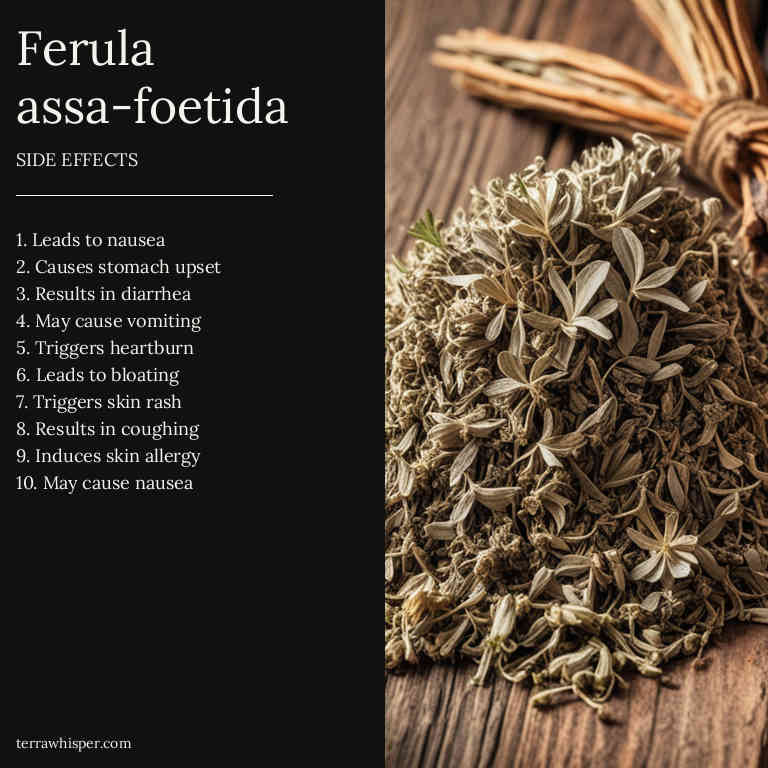 Ferula
assa-foetida
SIDE EFFECTS
1. Leads to nausea
2. Causes stomach upset
3. Results in diarrhea
4. May cause vomiting
5. Triggers heartburn
6. Leads to bloating
7. Triggers skin rash
8. Results in coughing
9. Induces skin allergy
10. May cause nausea
terrawhisper.com